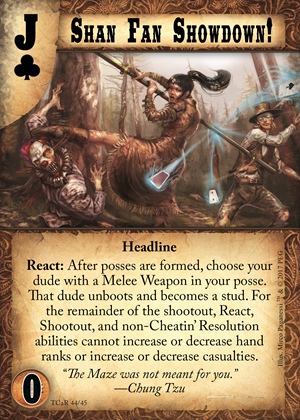 J
SHAN FAN SHOWDOWN!
Headline
React: After posses are formed, choose your
dude with a Melee Weapon in your posse.
That dude unboots and becomes a stud. For
the remainder of the shootout, React,
Shootout, and non-Cheatin' Resolution
abilities cannot increase or decrease hand
ranks or increase or decrease casualties.
"The Maze was not meant for you."
—Chung Tzu
0
TCaR 44/45